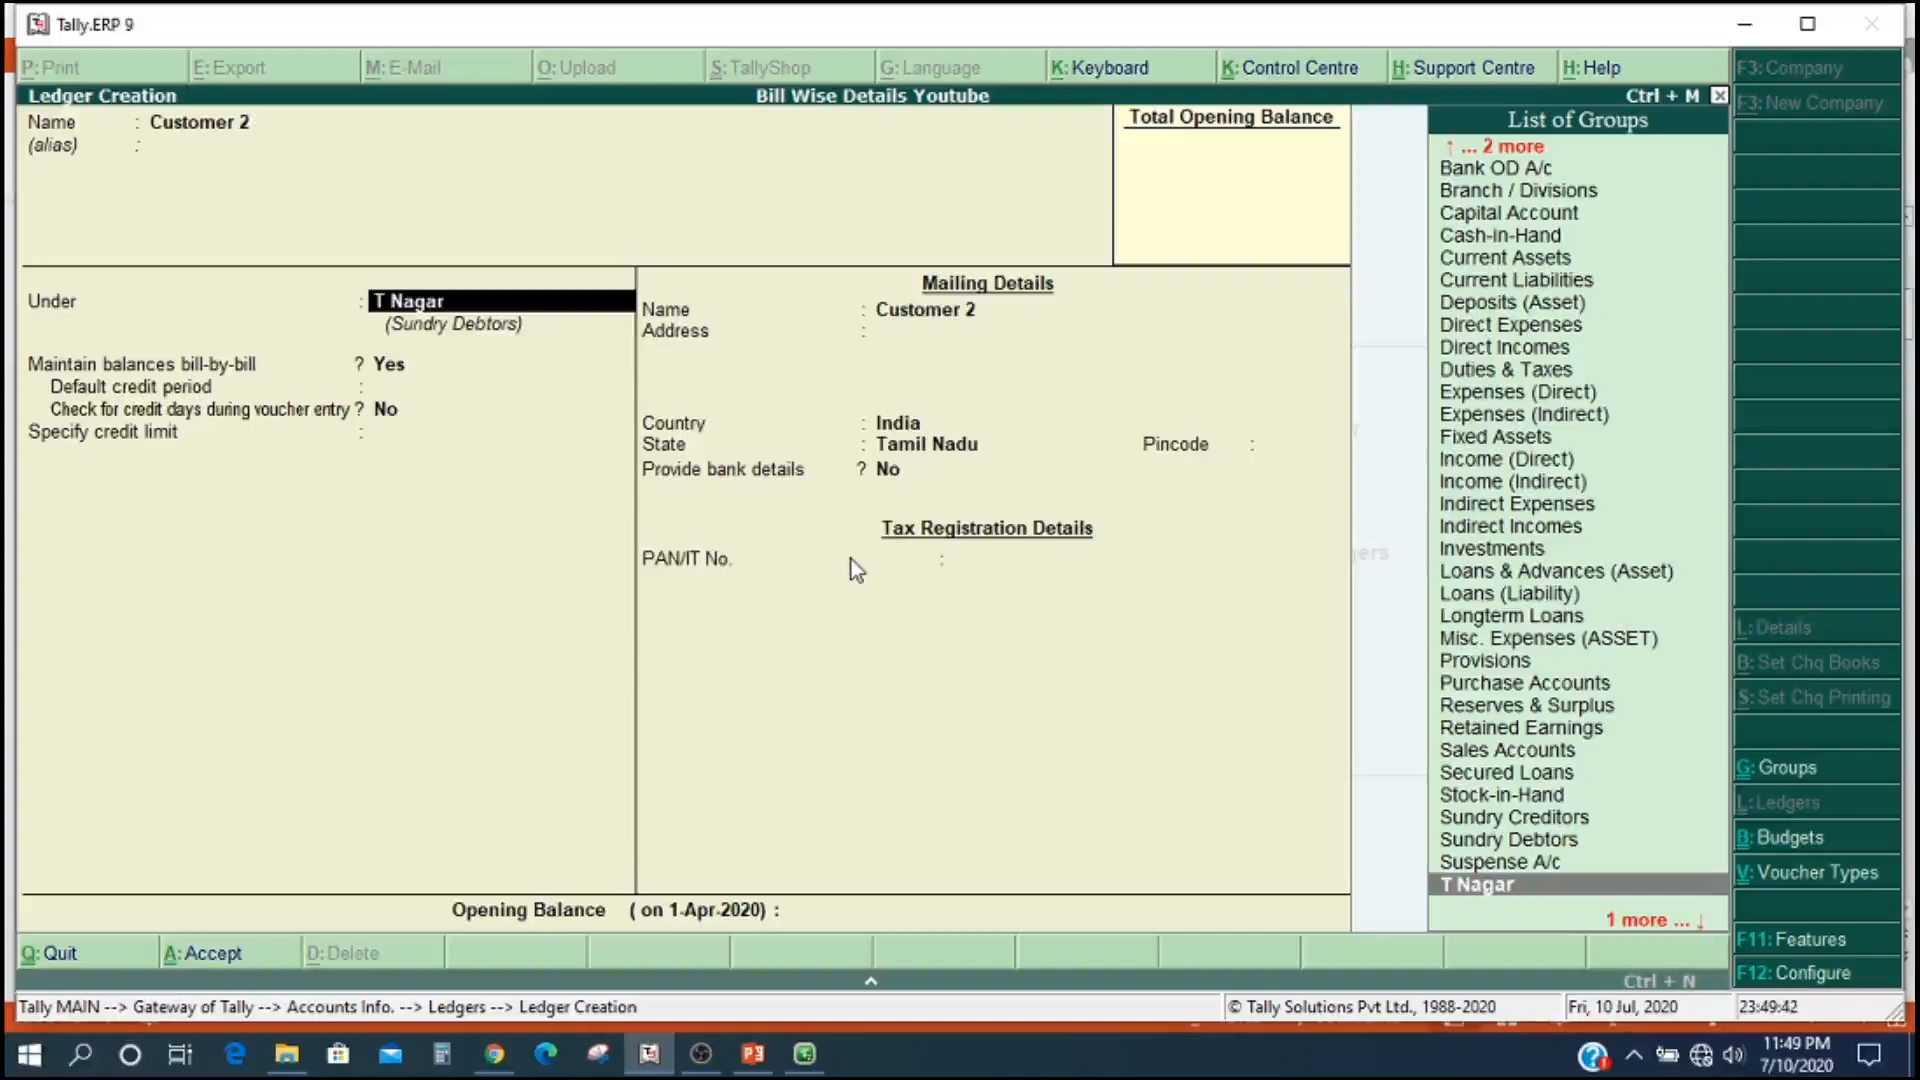 Tally.ERP 9
P: Print
E: Export
M: E-Mail
O: Upload
S: TallyShop
G: Language
K: Keyboard
K: Control Centre
H: Support Centre
H: Help
F3: Company
Ledger Creation
Bill Wise Details Youtube
Ctrl + M
F3: New Company
Name : Customer 2
(alias) :
Total Opening Balance
Under : T Nagar
(Sundry Debtors)
Maintain balances bill-by-bill ? Yes
Default credit period :
Check for credit days during voucher entry ? No
Specify credit limit :
Mailing Details
Name : Customer 2
Address :
Country : India
State : Tamil Nadu
Pincode :
Provide bank details ? No
Tax Registration Details
PAN/IT No. :
Opening Balance ( on 1-Apr-2020) :
List of Groups
↑ ... 2 more
Bank OD A/c
Branch / Divisions
Capital Account
Cash-in-Hand
Current Assets
Current Liabilities
Deposits (Asset)
Direct Expenses
Direct Incomes
Duties & Taxes
Expenses (Direct)
Expenses (Indirect)
Fixed Assets
Income (Direct)
Income (Indirect)
Indirect Expenses
Indirect Incomes
Investments
Loans & Advances (Asset)
Loans (Liability)
Longterm Loans
Misc. Expenses (ASSET)
Provisions
Purchase Accounts
Reserves & Surplus
Retained Earnings
Sales Accounts
Secured Loans
Stock-in-Hand
Sundry Creditors
Sundry Debtors
Suspense A/c
T Nagar
1 more ... ↓
L: Details
B: Set Chq Books
S: Set Chq Printing
G: Groups
L: Ledgers
B: Budgets
V: Voucher Types
F11: Features
F12: Configure
Q: Quit
A: Accept
D: Delete
Ctrl + N
Tally MAIN --> Gateway of Tally --> Accounts Info. --> Ledgers --> Ledger Creation
© Tally Solutions Pvt Ltd., 1988-2020
Fri, 10 Jul, 2020
23:49:42
11:49 PM
7/10/2020